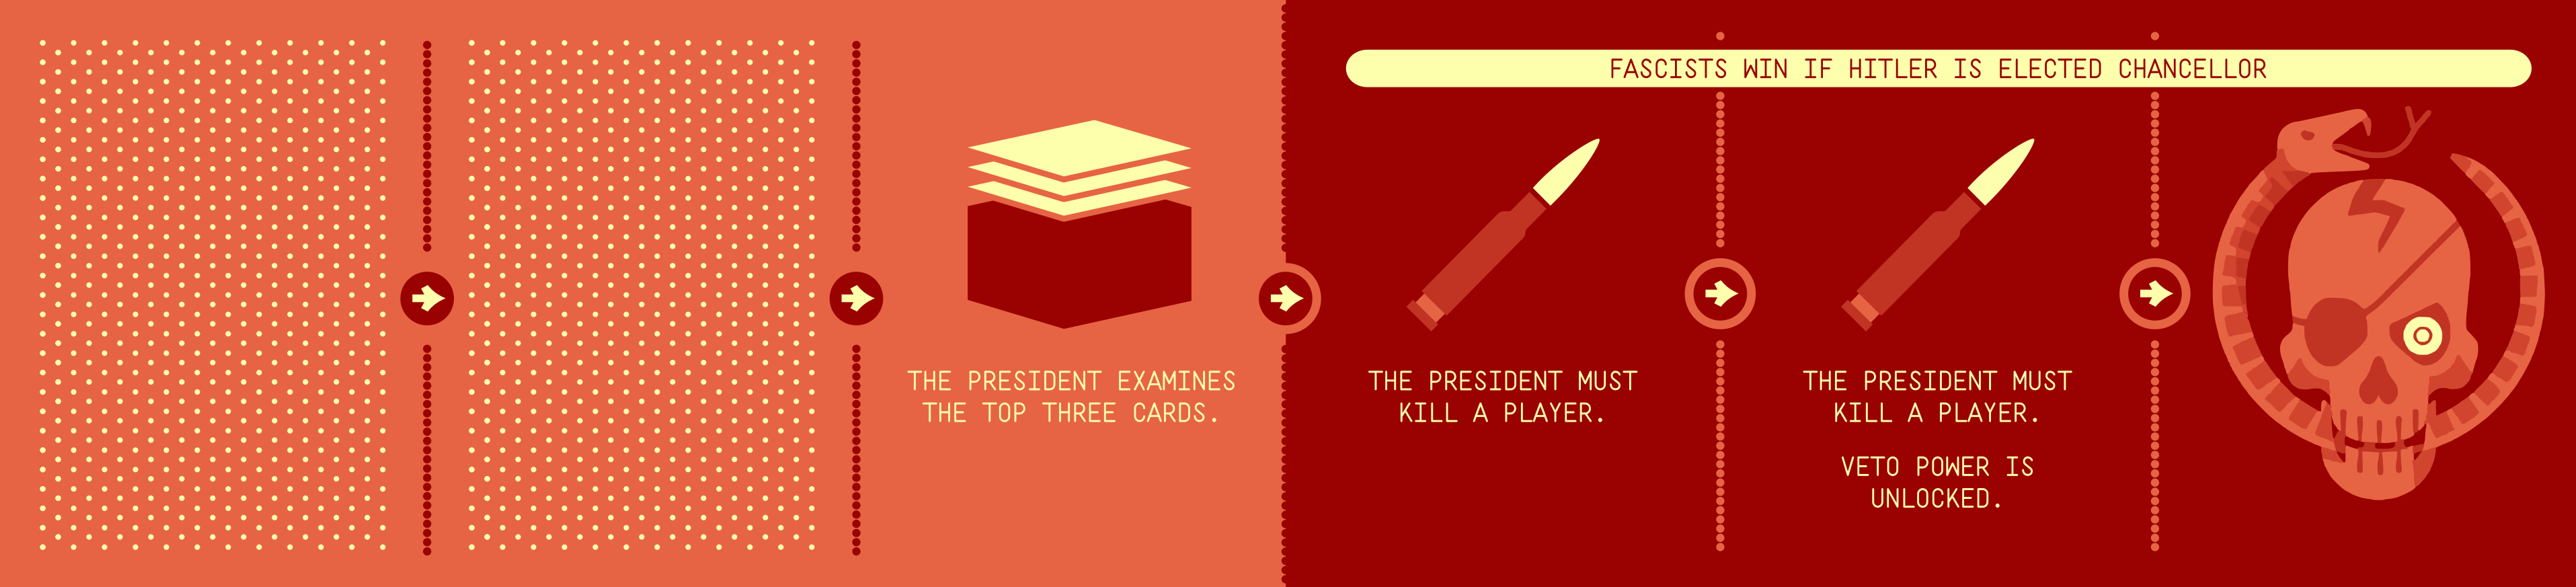 FASCISTS WIN IF HITLER IS ELECTED CHANCELLOR
THE PRESIDENT EXAMINES
THE TOP THREE CARDS.
THE PRESIDENT MUST
KILL A PLAYER.
THE PRESIDENT MUST
KILL A PLAYER.
VETO POWER IS
UNLOCKED.